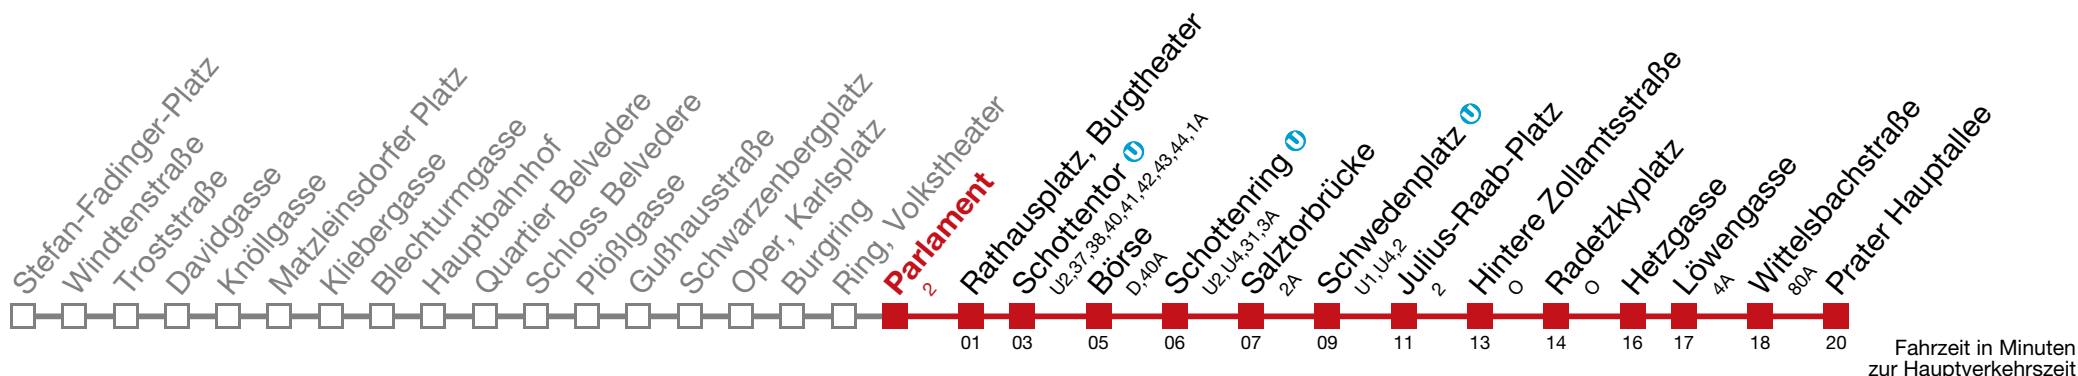 Stefan-Fadinger-Platz
Windtenstraße
Troststraße
Davidgasse
Knöllgasse
Matzleinsdorfer Platz
Kliebergasse
Blechturmgasse
Hauptbahnhof
Quartier Belvedere
Schloss Belvedere
Plößlgasse
Gußhausstraße
Schwarzenbergplatz
Oper, Karlsplatz
Burgring
Ring, Volkstheater
Parlament
2
Rathausplatz, Burgtheater
Schottentor U
U2,37,38,40,41,42,43,44,1A
Börse
D,40A
Schottenring U
U2,U4,31,3A
Salztorbrücke
2A
Schwedenplatz U
U1,U4,2
Julius-Raab-Platz
2
Hintere Zollamtsstraße
O
Radetzkyplatz
O
Hetzgasse
Löwengasse
4A
Wittelsbachstraße
80A
Prater Hauptallee
01 03 05 06 07 09 11 13 14 16 17 18 20
Fahrzeit in Minuten
zur Hauptverkehrszeit